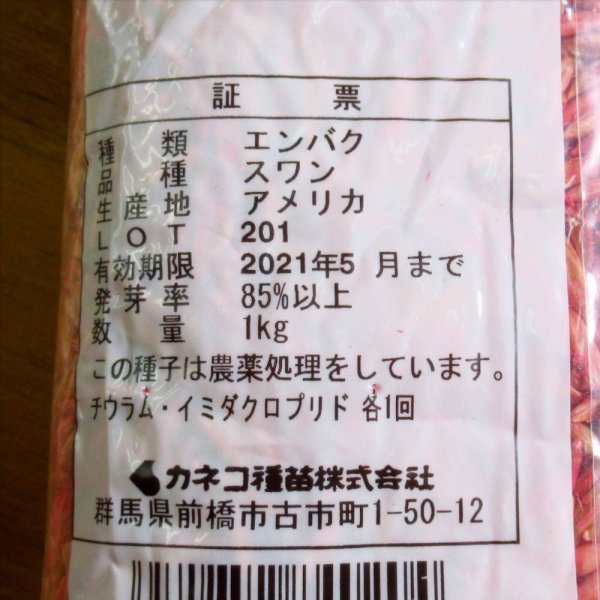 証 票
種 類 エンバク
品 種 スワン
生 産 地 アメリカ
L O T 201
有効期限 2021年5 月まで
発 芽 率 85%以上
数 量 1kg
この種子は農薬処理をしています。
チウラム・イミダクロプリド 各1回
カネコ種苗株式会社
群馬県前橋市古市町1-50-12